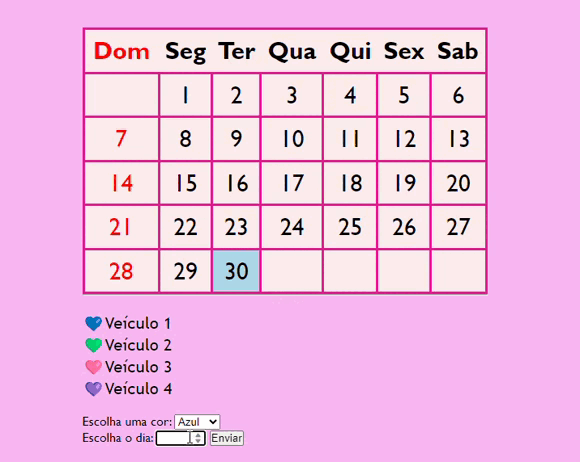 Dom Seg Ter Qua Qui Sex Sab
1 2 3 4 5 6
7 8 9 10 11 12 13
14 15 16 17 18 19 20
21 22 23 24 25 26 27
28 29 30
Veículo 1
Veículo 2
Veículo 3
Veículo 4
Escolha uma cor: Azul
Escolha o dia: Enviar